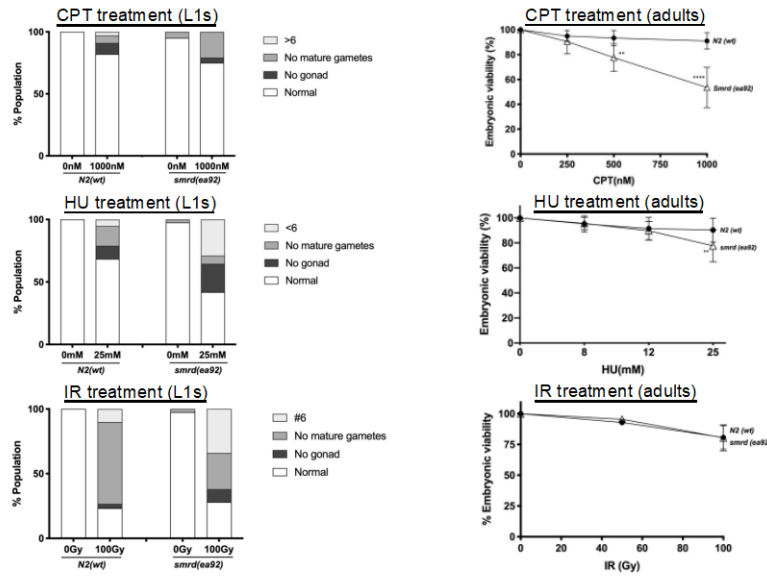 CPT treatment (L1s)
% Population
100
50
0
0nM 1000nM 0nM 1000nM
N2(wt) smrd(ea92)
>6
No mature gametes
No gonad
Normal
CPT treatment (adults)
Embryonic viability (%)
100
80
60
40
20
0
0 250 500 750 1000
CPT(nM)
N2 (wt)
Smrd (ea92)
**
****
HU treatment (L1s)
% Population
100
50
0
0mM 25mM 0mM 25mM
N2(wt) smrd(ea92)
<6
No mature gametes
No gonad
Normal
HU treatment (adults)
Embryonic viability (%)
100
80
60
40
20
0
0 8 12 25
HU(mM)
N2 (wt)
smrd (ea92)
**
IR treatment (L1s)
% Population
100
50
0
0Gy 100Gy 0Gy 100Gy
N2(wt) smrd(ea92)
#6
No mature gametes
No gonad
Normal
IR treatment (adults)
% Embryonic viability
100
75
50
25
0
0 20 40 60 80 100
IR (Gy)
N2 (wt)
smrd (ea92